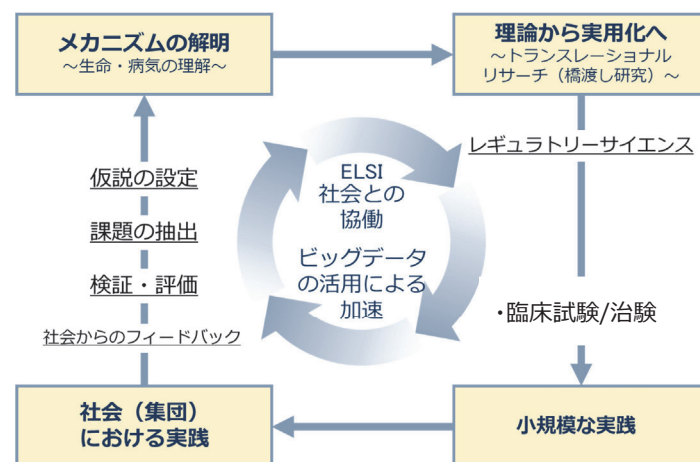 メカニズムの解明
～生命・病気の理解～
理論から実用化へ
～トランスレーショナル
リサーチ（橋渡し研究）～
レギュラトリーサイエンス
・臨床試験/治験
小規模な実践
社会（集団）
における実践
社会からのフィードバック
検証・評価
課題の抽出
仮説の設定
ELSI
社会との
協働
ビッグデータ
の活用による
加速